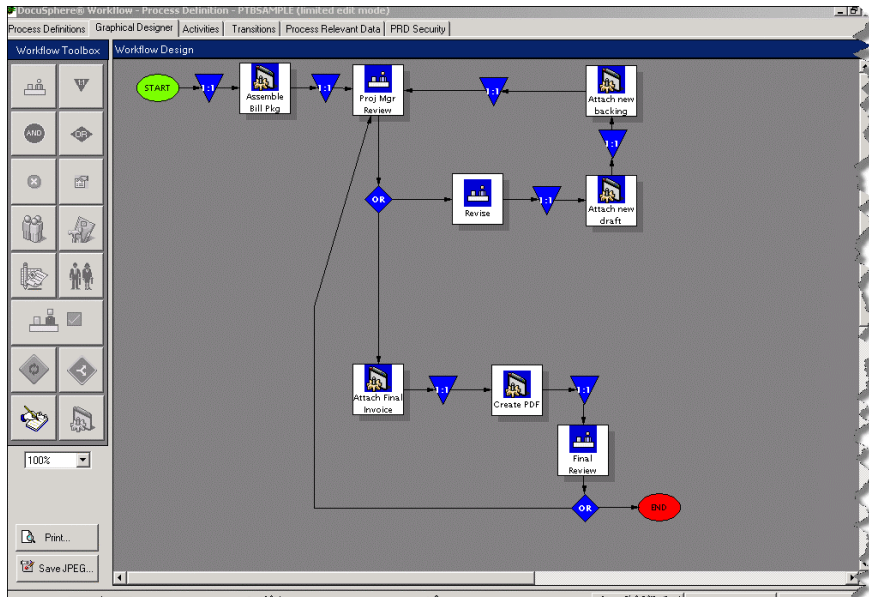 DocuSphere® Workflow - Process Definition - PTBSAMPLE (limited edit mode)
Process Definitions Graphical Designer Activities Transitions Process Relevant Data PRD Security
Workflow Toolbox
Workflow Design
START
1:1
Assemble
Bill Pkg
1:1
Proj Mgr
Review
1:1
Attach new
backing
1:1
AND
OR
OR
Revise
1:1
Attach new
draft
Attach Final
Invoice
1:1
Create PDF
1:1
Final
Review
OR
END
100%
Print...
Save JPEG...